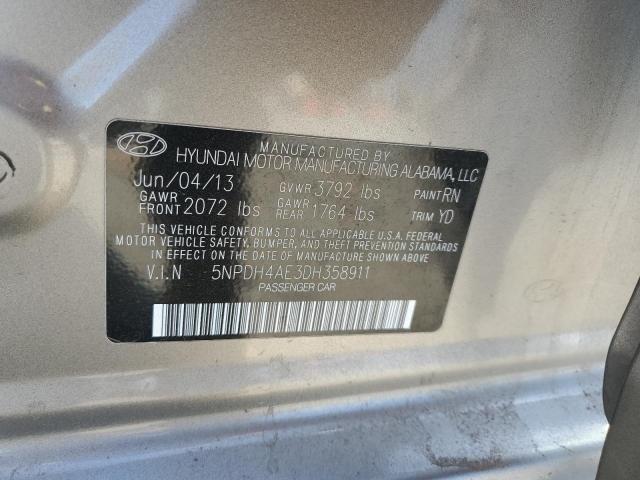 MANUFACTURED BY
HYUNDAI MOTOR MANUFACTURING ALABAMA, LLC
Jun/04/13 GVWR 3792 lbs PAINT RN
GAWR FRONT 2072 lbs GAWR REAR 1764 lbs TRIM YD
THIS VEHICLE CONFORMS TO ALL APPLICABLE U.S.A. FEDERAL
MOTOR VEHICLE SAFETY, BUMPER, AND THEFT PREVENTION STANDARDS
IN EFFECT ON THE DATE OF MANUFACTURE SHOWN ABOVE.
V.I.N 5NPDH4AE3DH358911
PASSENGER CAR